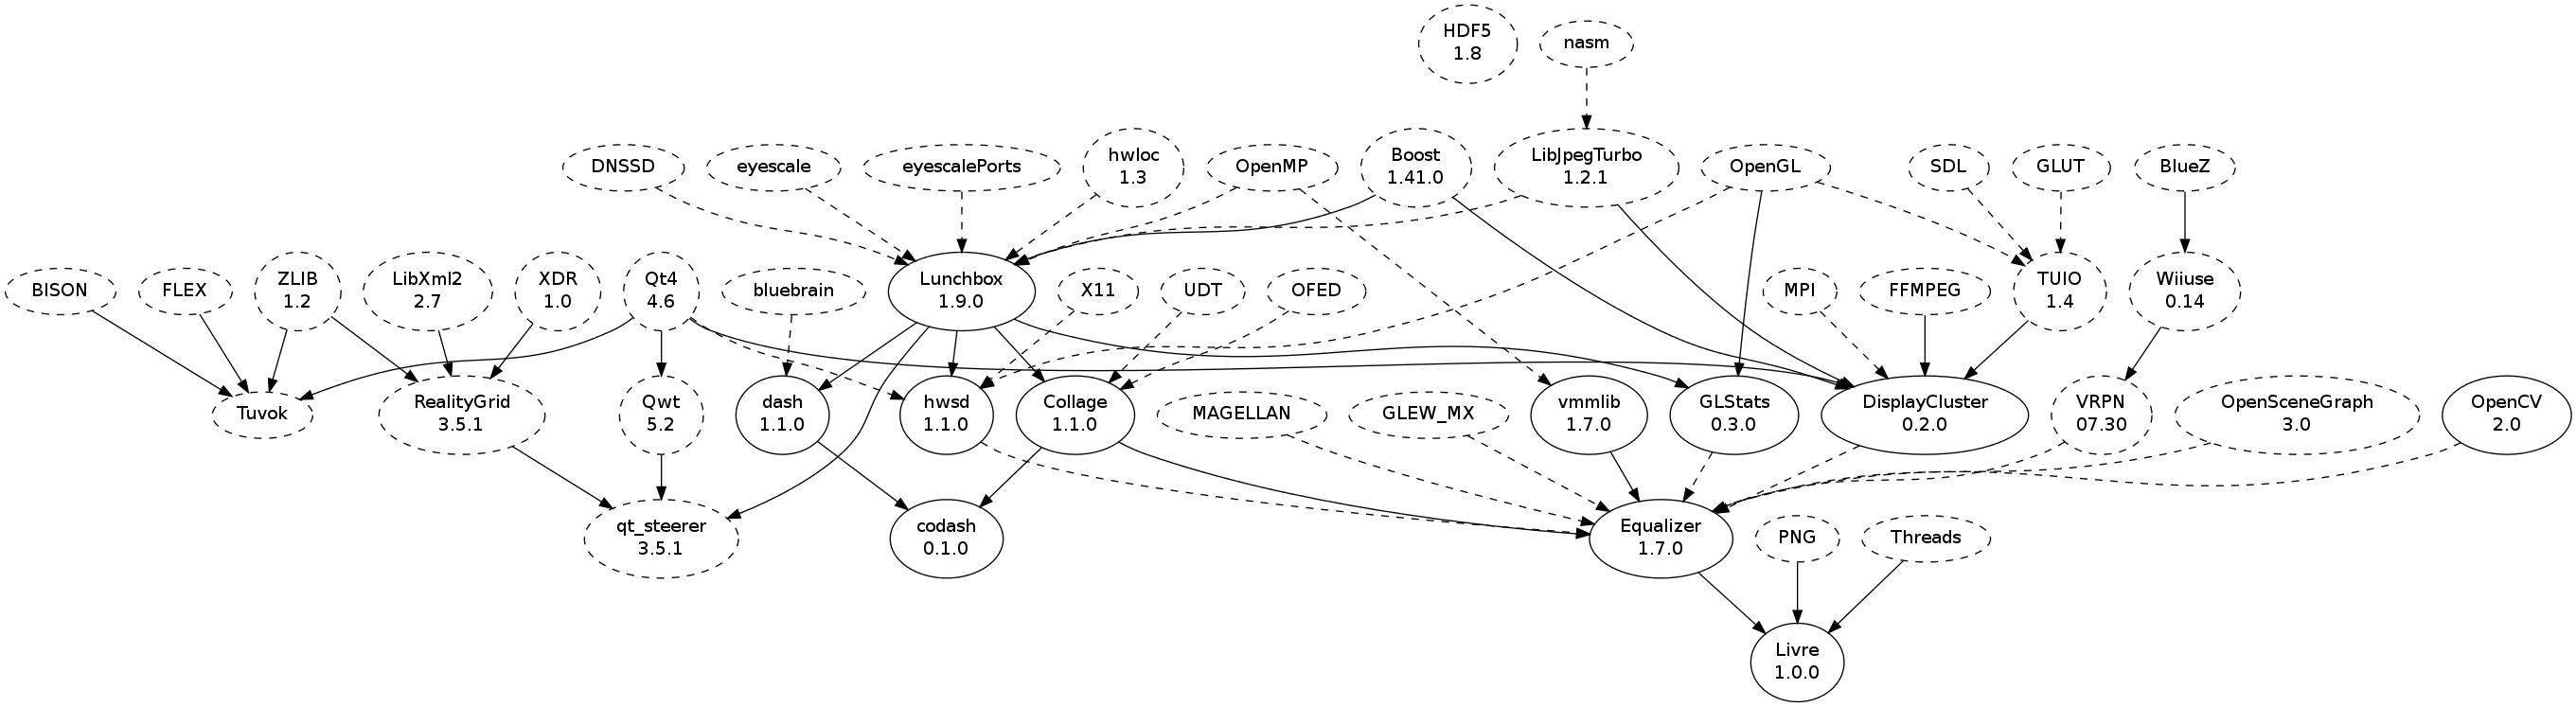 HDF5
1.8
nasm
DNSSD
eyescale
eyescalePorts
hwloc
1.3
OpenMP
Boost
1.41.0
LibJpegTurbo
1.2.1
OpenGL
SDL
GLUT
BlueZ
BISON
FLEX
ZLIB
1.2
LibXml2
2.7
XDR
1.0
Qt4
4.6
bluebrain
Lunchbox
1.9.0
X11
UDT
OFED
MPI
FFMPEG
TUIO
1.4
Wiiuse
0.14
Tuvok
RealityGrid
3.5.1
Qwt
5.2
dash
1.1.0
hwsd
1.1.0
Collage
1.1.0
MAGELLAN
GLEW_MX
vmmlib
1.7.0
GLStats
0.3.0
DisplayCluster
0.2.0
VRPN
07.30
OpenSceneGraph
3.0
OpenCV
2.0
qt_steerer
3.5.1
codash
0.1.0
Equalizer
1.7.0
PNG
Threads
Livre
1.0.0